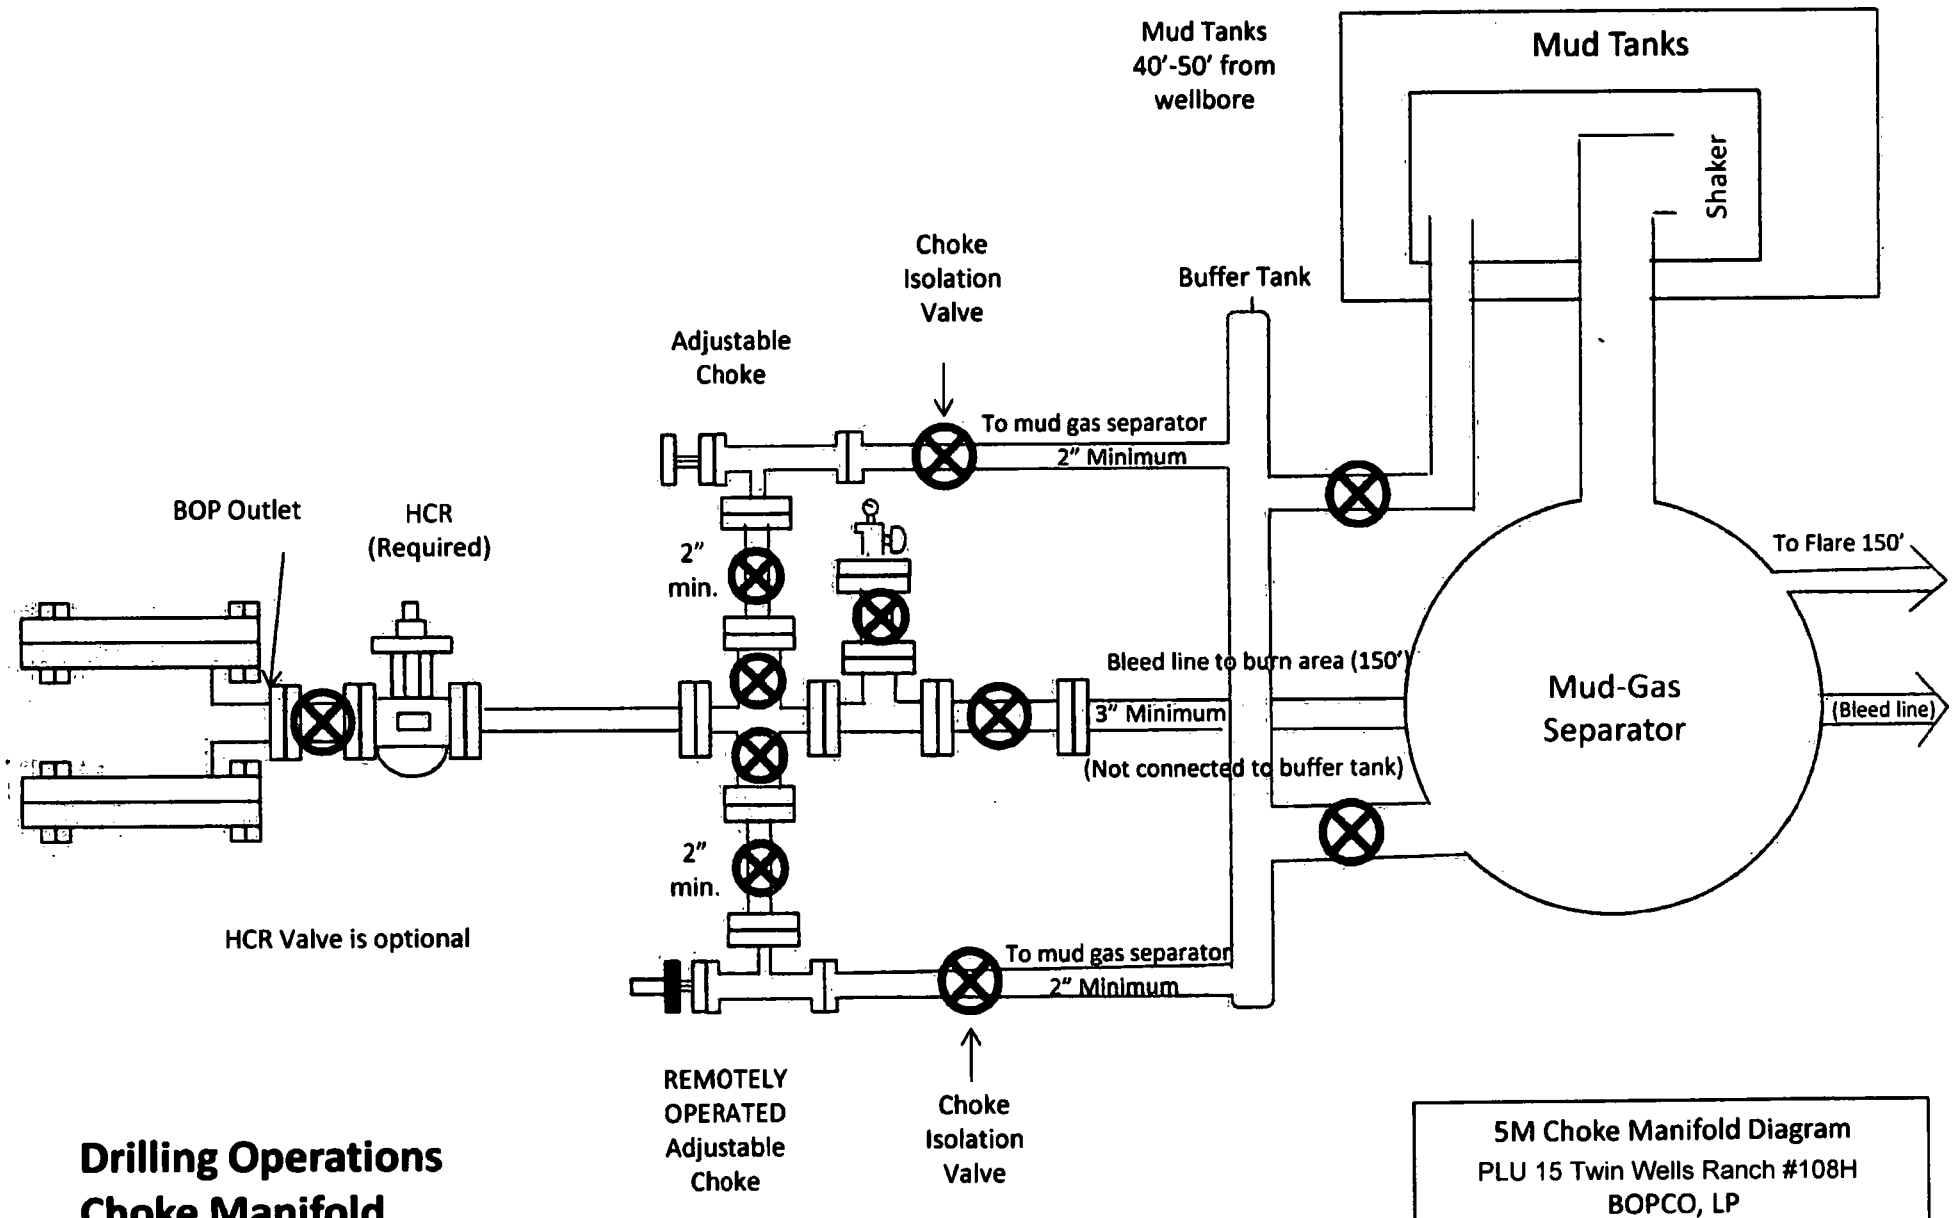 Mud Tanks
40'-50' from
wellbore
Mud Tanks
Shaker
Choke
Isolation
Valve
Buffer Tank
Adjustable
Choke
To mud gas separator
2" Minimum
BOP Outlet
HCR
(Required)
2"
min.
To Flare 150'
Bleed line to burn area (150')
3" Minimum
(Not connected to buffer tank)
Mud-Gas
Separator
(Bleed line)
2"
min.
HCR Valve is optional
To mud gas separator
2" Minimum
REMOTELY
OPERATED
Adjustable
Choke
Choke
Isolation
Valve
Drilling Operations
Choke Manifold
5M Choke Manifold Diagram
PLU 15 Twin Wells Ranch #108H
BOPCO, LP